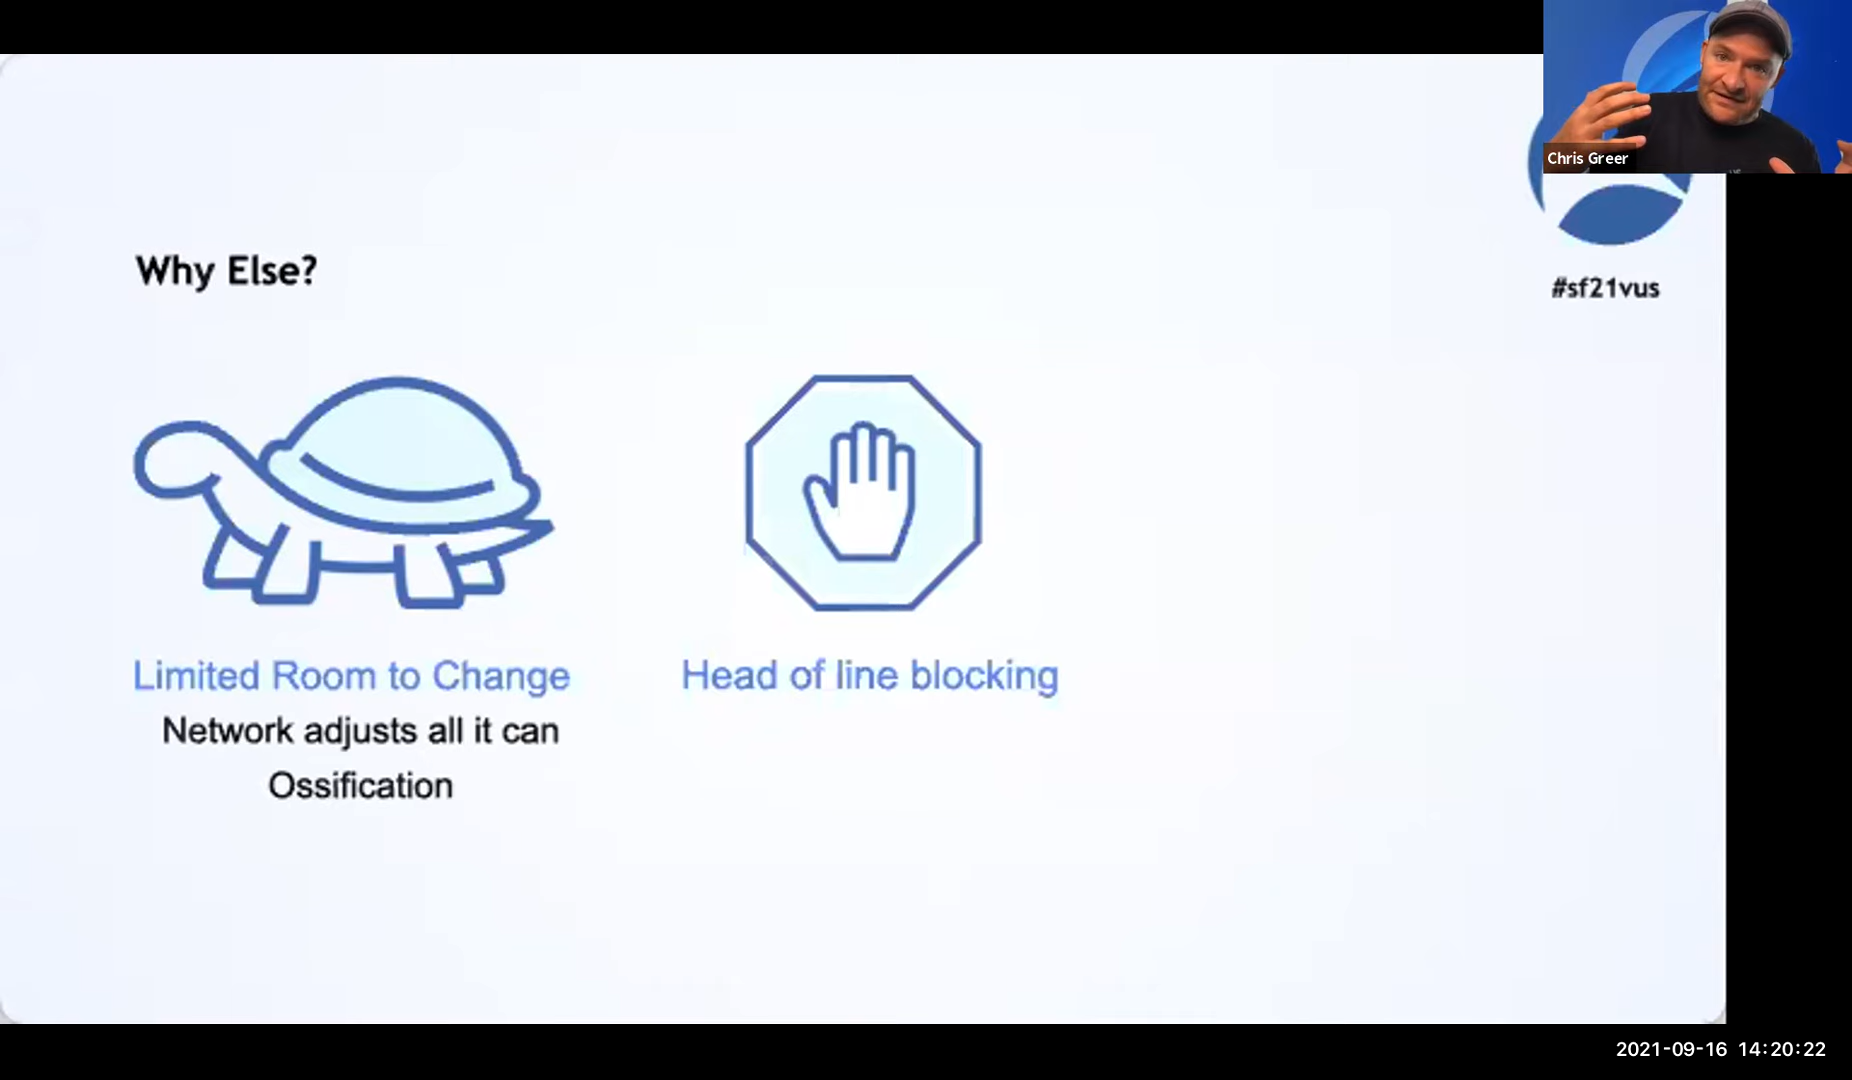 Chris Greer
Why Else?
#sf21vus
Limited Room to Change
Network adjusts all it can
Ossification
Head of line blocking
2021-09-16 14:20:22